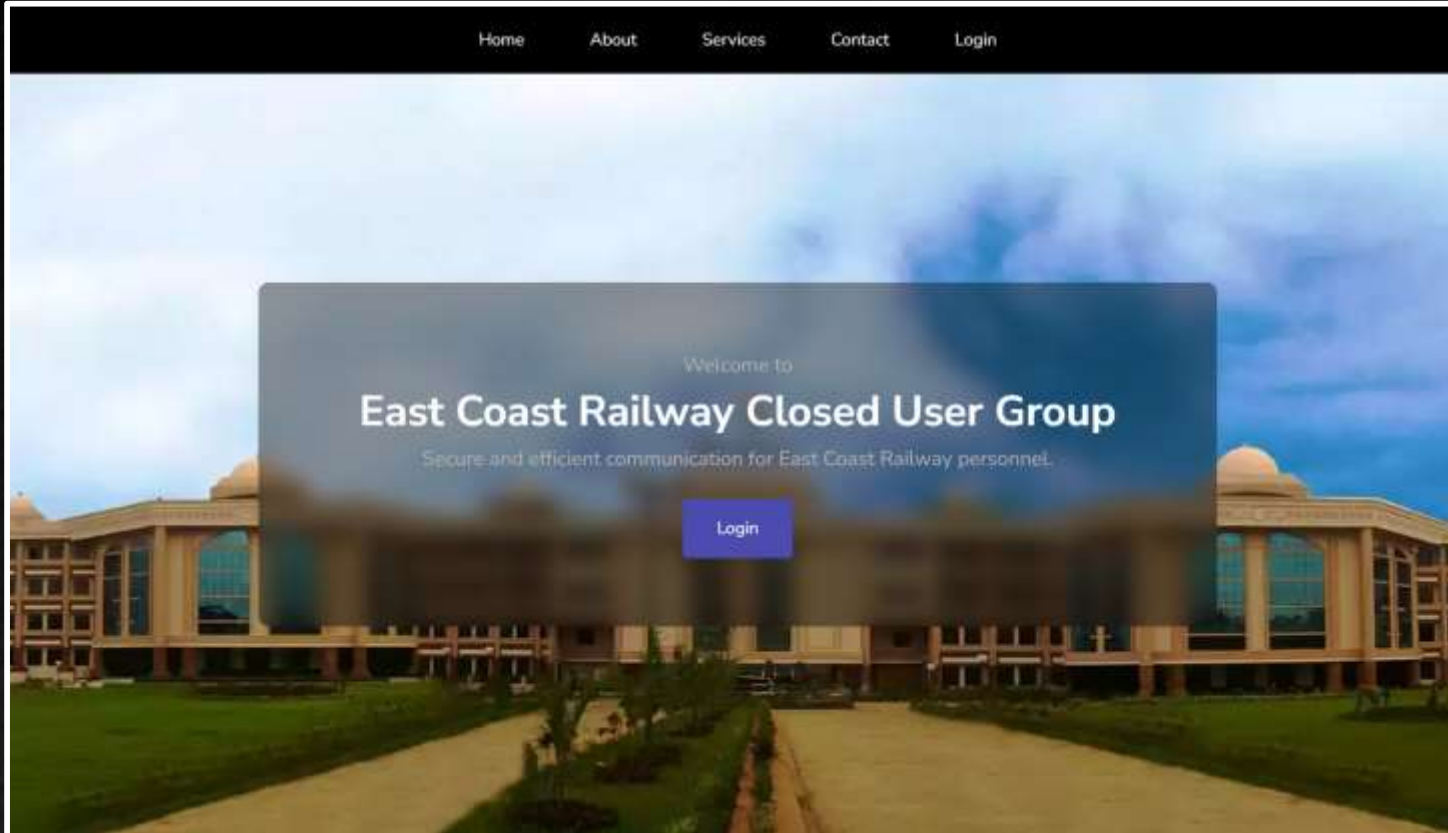 Home About Services Contact Login
Welcome to
East Coast Railway Closed User Group
Secure and efficient communication for East Coast Railway personnel.
Login